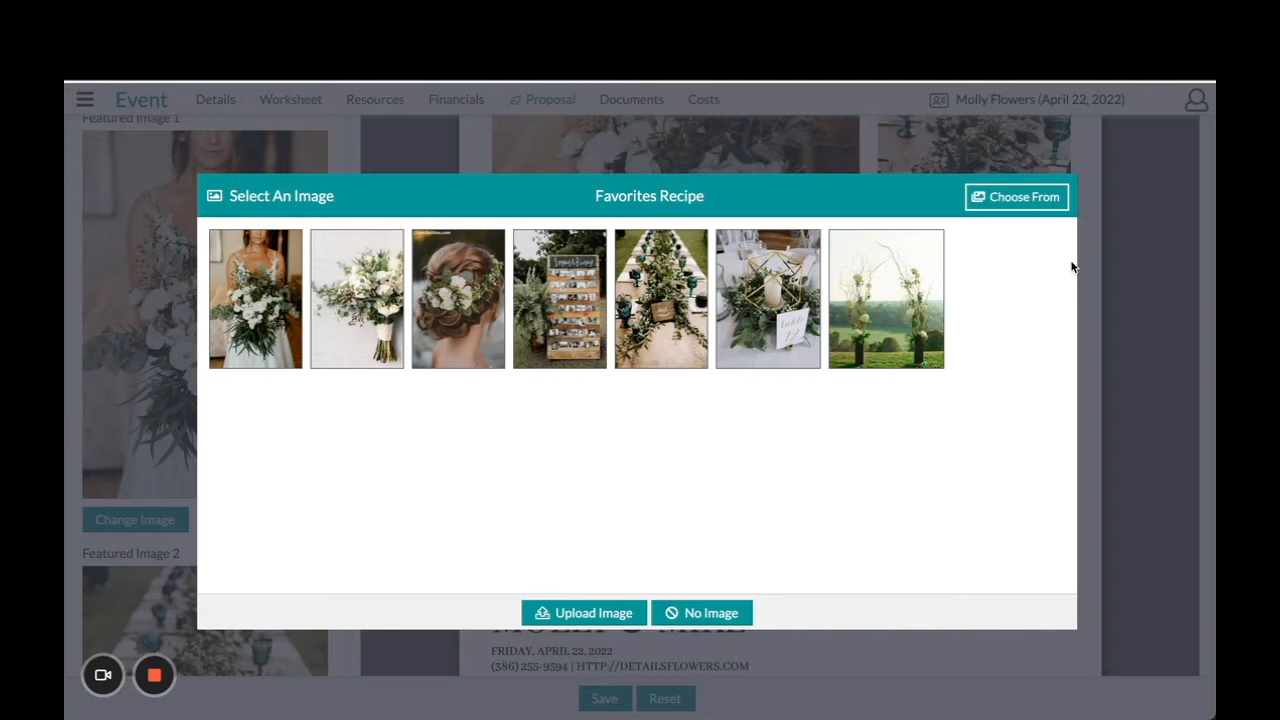 Event Details Worksheet Resources Financials Proposal Documents Costs Molly Flowers (April 22, 2022)
Featured Image 1
Select An Image Favorites Recipe Choose From
Change Image
Featured Image 2
Upload Image No Image
MOLLY & MIKE
FRIDAY, APRIL 22, 2022
(386) 255-9594 | HTTP://DETAILSFLOWERS.COM
Save Reset